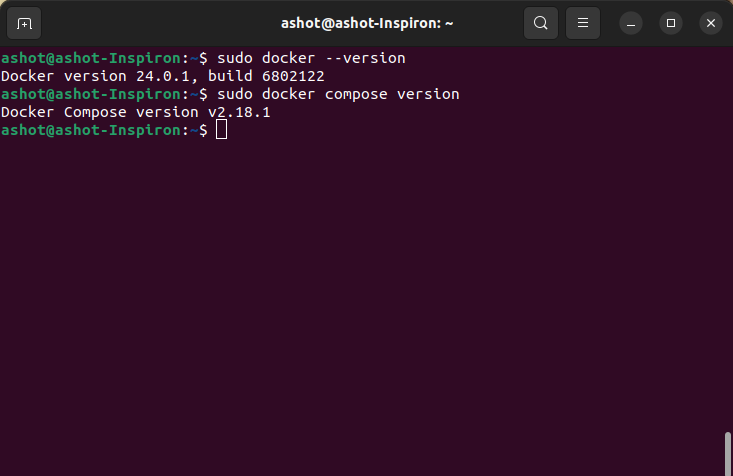 ashot@ashot-Inspiron: ~
ashot@ashot-Inspiron:~$ sudo docker --version
Docker version 24.0.1, build 6802122
ashot@ashot-Inspiron:~$ sudo docker compose version
Docker Compose version v2.18.1
ashot@ashot-Inspiron:~$